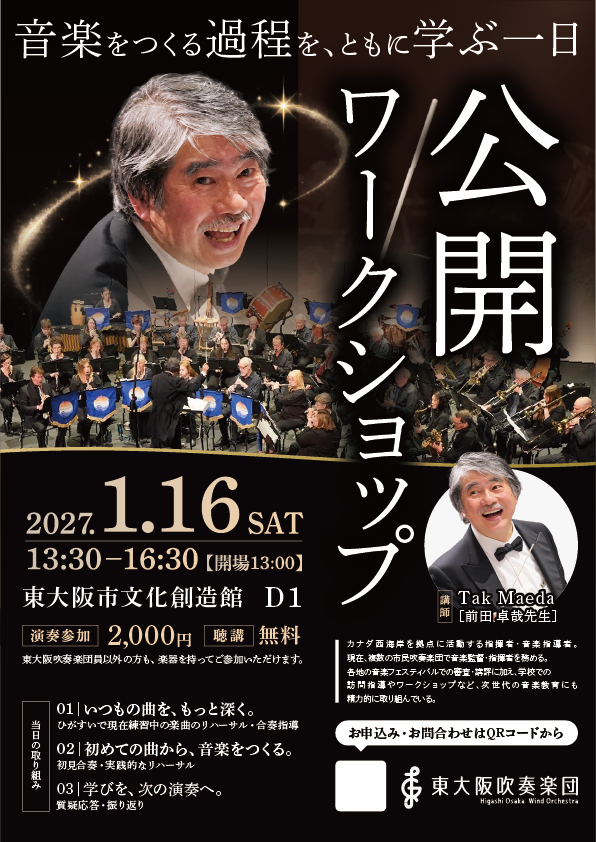 音楽をつくる過程を、ともに学ぶ一日
公開
ワークショップ
2027. 1.16 SAT
13:30－16:30【開場13:00】
東大阪市文化創造館 D1
演奏参加 2,000円 聴講 無料
東大阪吹奏楽団員以外の方も、楽器を持ってご参加いただけます。
当日の取り組み
01 | いつもの曲を、もっと深く。
ひがすいで現在練習中の楽曲のリハーサル・合奏指導
02 | 初めての曲から、音楽をつくる。
初見合奏・実践的なリハーサル
03 | 学びを、次の演奏へ。
質疑応答・振り返り
講師
Tak Maeda
［前田 卓哉先生］
カナダ西海岸を拠点に活動する指揮者・音楽指導者。
現在、複数の市民吹奏楽団で音楽監督・指揮者を務める。
各地の音楽フェスティバルでの審査・講評に加え、学校での
訪問指導やワークショップなど、次世代の音楽教育にも
精力的に取り組んでいる。
お申込み・お問合わせはQRコードから
東大阪吹奏楽団
Higashi Osaka Wind Orchestra